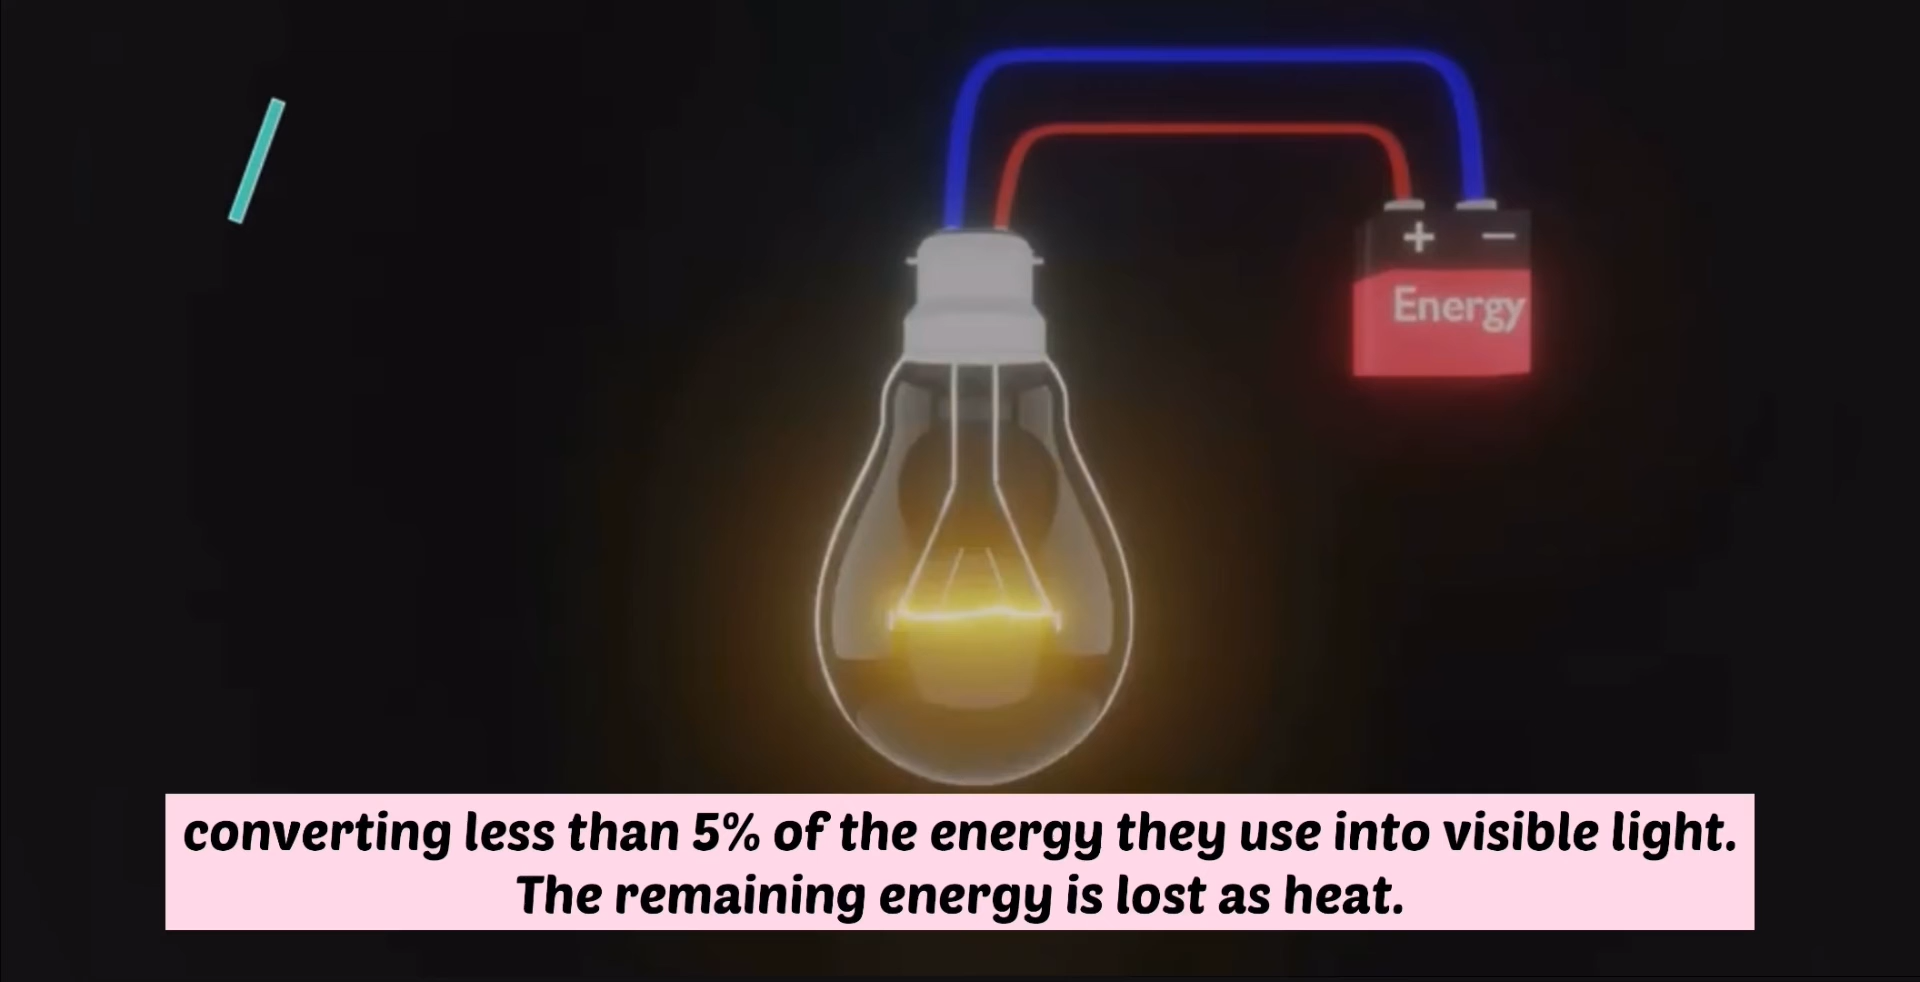 + −
Energy
converting less than 5% of the energy they use into visible light.
The remaining energy is lost as heat.